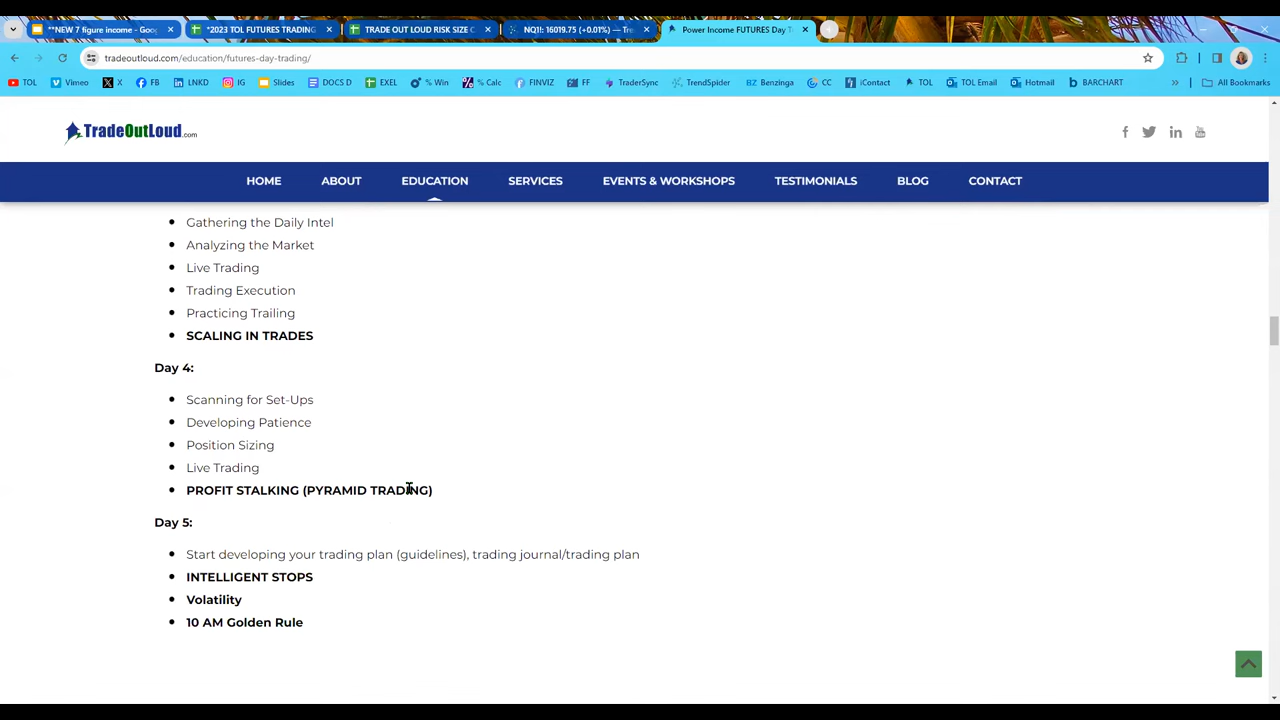 **NEW 7 figure income - Goog
*2023 TOL FUTURES TRADING
TRADE OUT LOUD RISK SIZE C
NQ1!: 16019.75 (+0.01%) — Tre
Power Income FUTURES Day T
tradeoutloud.com/education/futures-day-trading/
TOL Vimeo X FB LNKD IG Slides DOCS D EXEL % Win % Calc FINVIZ FF TraderSync TrendSpider Benzinga CC iContact TOL TOL Email Hotmail BARCHART » All Bookmarks
TradeOutLoud.com
HOME ABOUT EDUCATION SERVICES EVENTS & WORKSHOPS TESTIMONIALS BLOG CONTACT
Gathering the Daily Intel
Analyzing the Market
Live Trading
Trading Execution
Practicing Trailing
SCALING IN TRADES
Day 4:
Scanning for Set-Ups
Developing Patience
Position Sizing
Live Trading
PROFIT STALKING (PYRAMID TRADING)
Day 5:
Start developing your trading plan (guidelines), trading journal/trading plan
INTELLIGENT STOPS
Volatility
10 AM Golden Rule